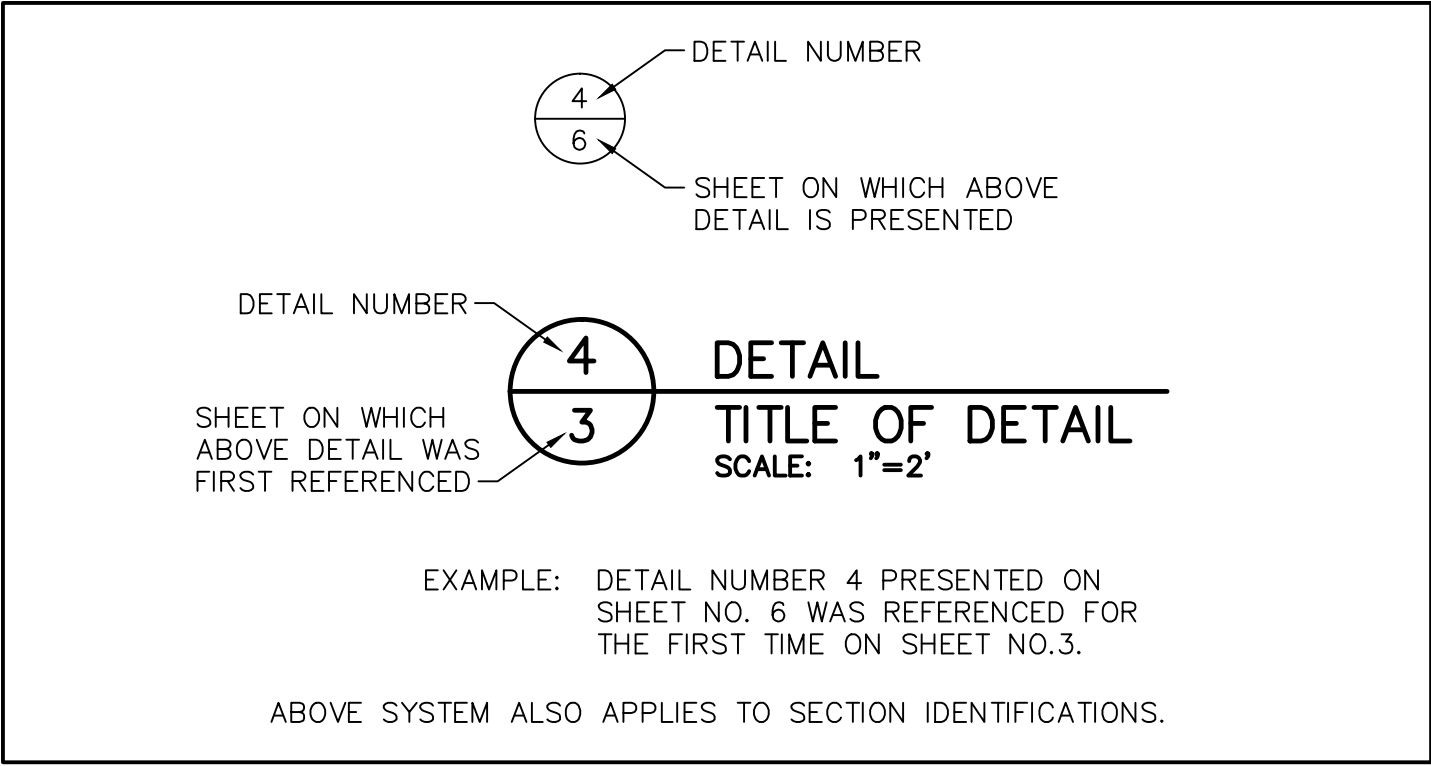 DETAIL NUMBER
4
6
SHEET ON WHICH ABOVE
DETAIL IS PRESENTED
DETAIL NUMBER
4
DETAIL
SHEET ON WHICH
ABOVE DETAIL WAS
FIRST REFERENCED
3
TITLE OF DETAIL
SCALE: 1"=2'
EXAMPLE: DETAIL NUMBER 4 PRESENTED ON
SHEET NO. 6 WAS REFERENCED FOR
THE FIRST TIME ON SHEET NO.3.
ABOVE SYSTEM ALSO APPLIES TO SECTION IDENTIFICATIONS.